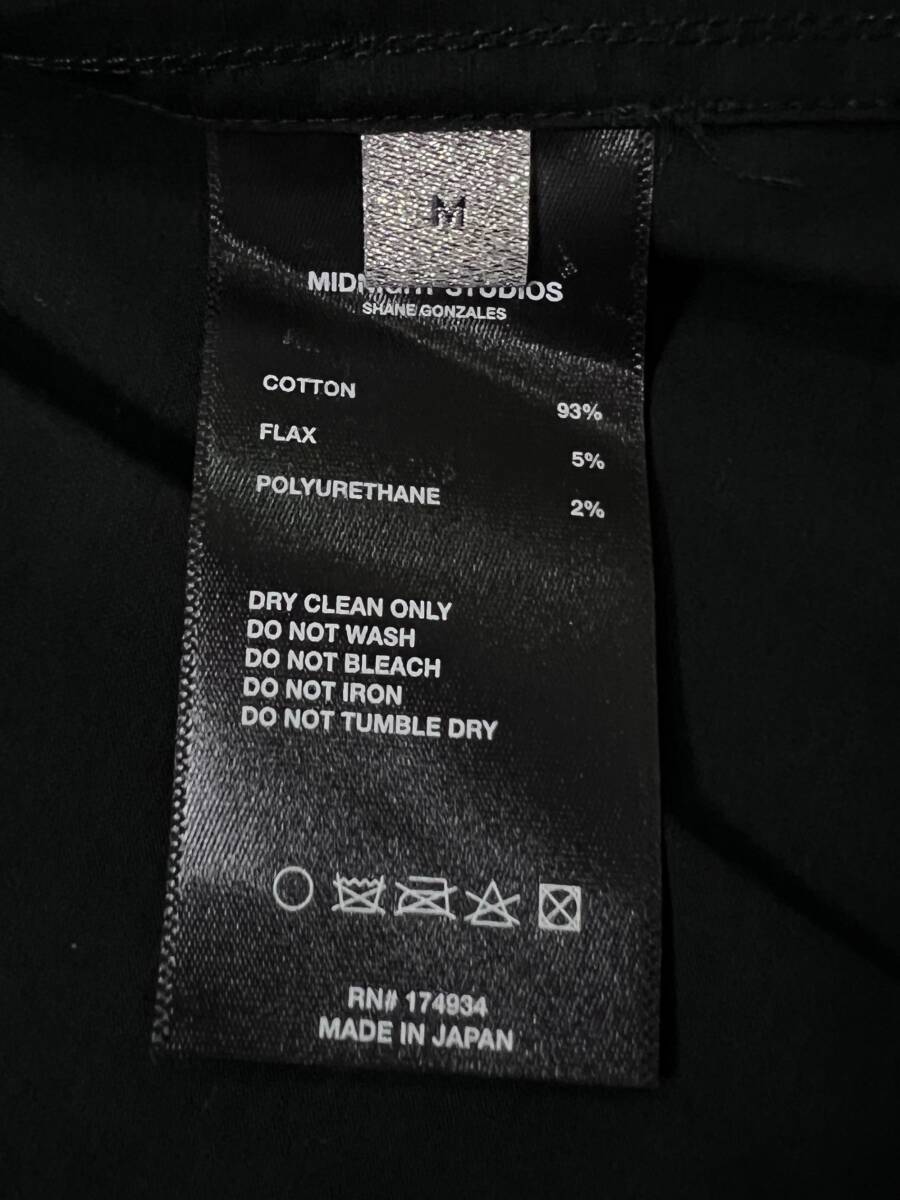 M
MIDNIGHT STUDIOS
SHANE GONZALES
COTTON 93%
FLAX 5%
POLYURETHANE 2%
DRY CLEAN ONLY
DO NOT WASH
DO NOT BLEACH
DO NOT IRON
DO NOT TUMBLE DRY
RN# 174934
MADE IN JAPAN